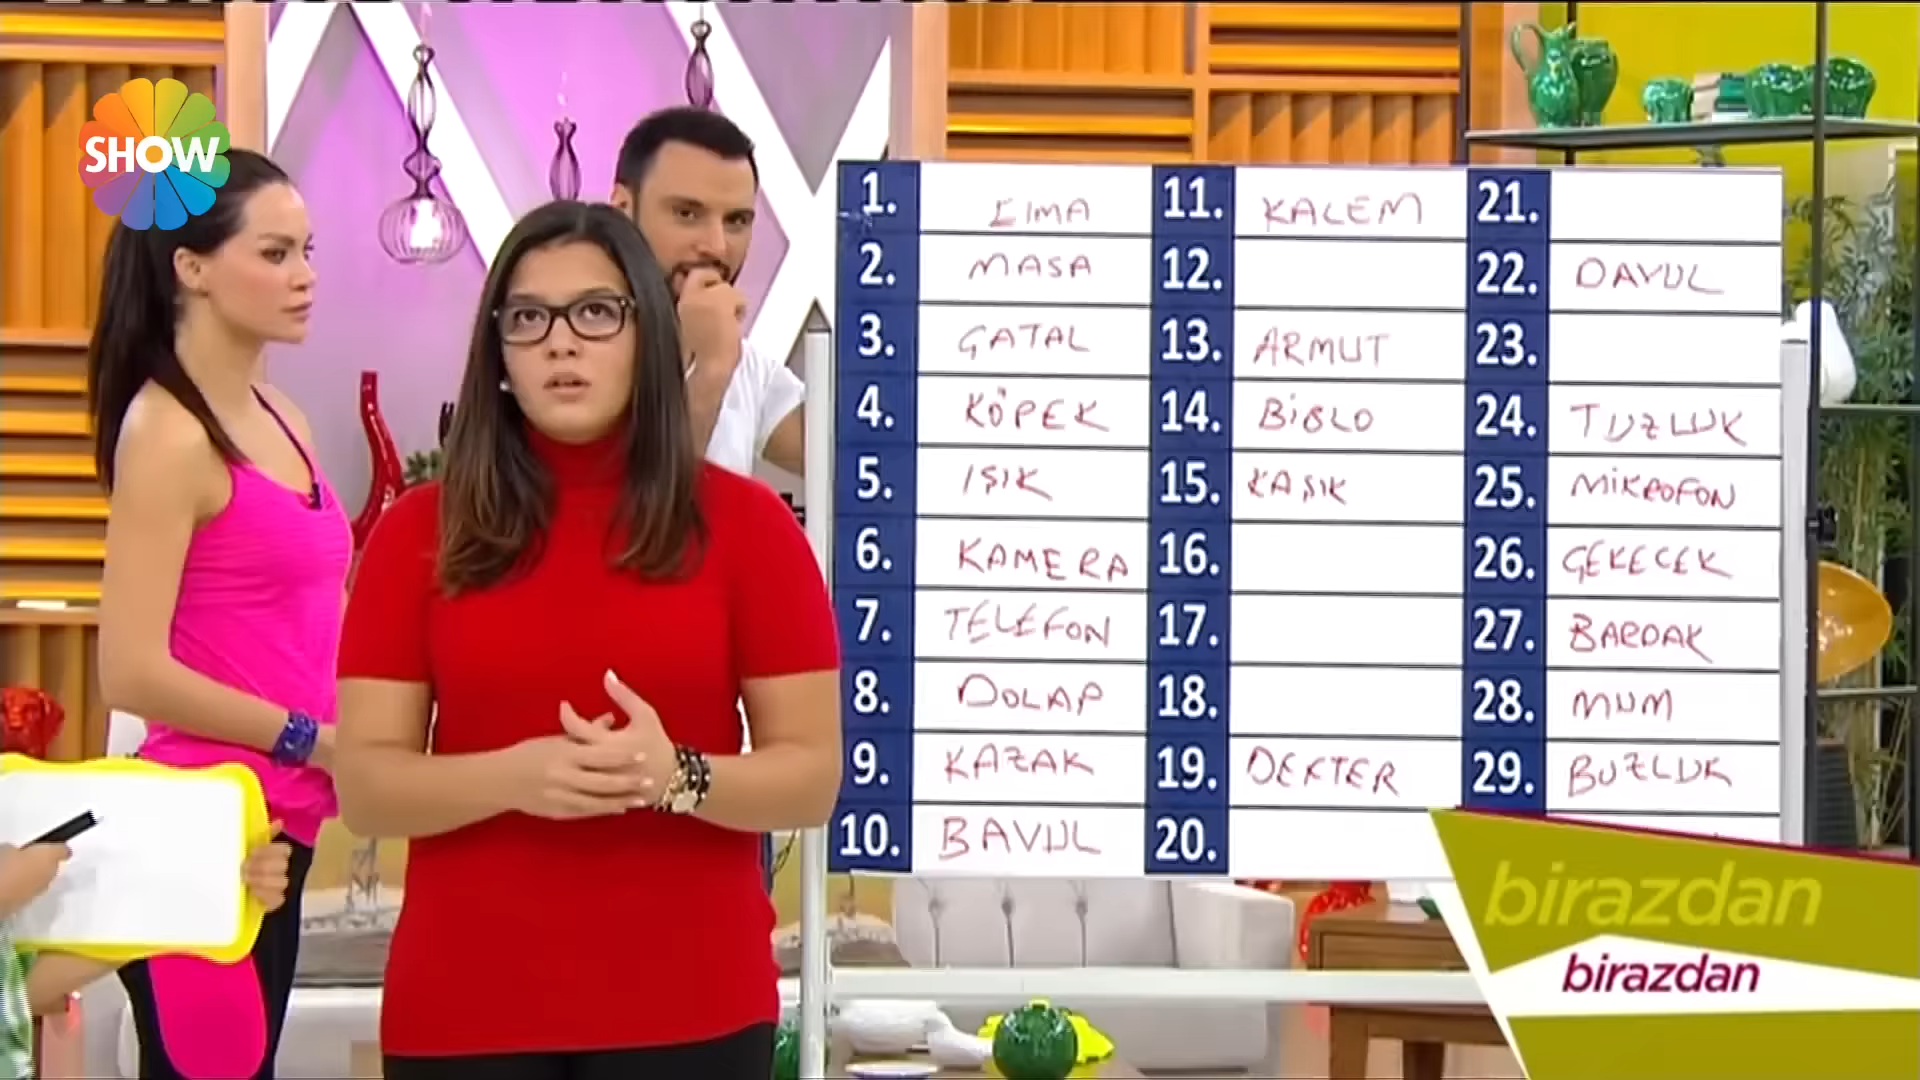 SHOW
1. ELMA
2. MASA
3. ÇATAL
4. KÖPEK
5. IŞIK
6. KAMERA
7. TELEFON
8. DOLAP
9. KAZAK
10. BAVUL
11. KALEM
12.
13. ARMUT
14. BİBLO
15. KAŞIK
16.
17.
18.
19. DEFTER
20.
21.
22. DAVUL
23.
24. TUZLUK
25. MİKROFON
26. ÇEKECEK
27. BARDAK
28. MUM
29. BUZLUK
birazdan
birazdan